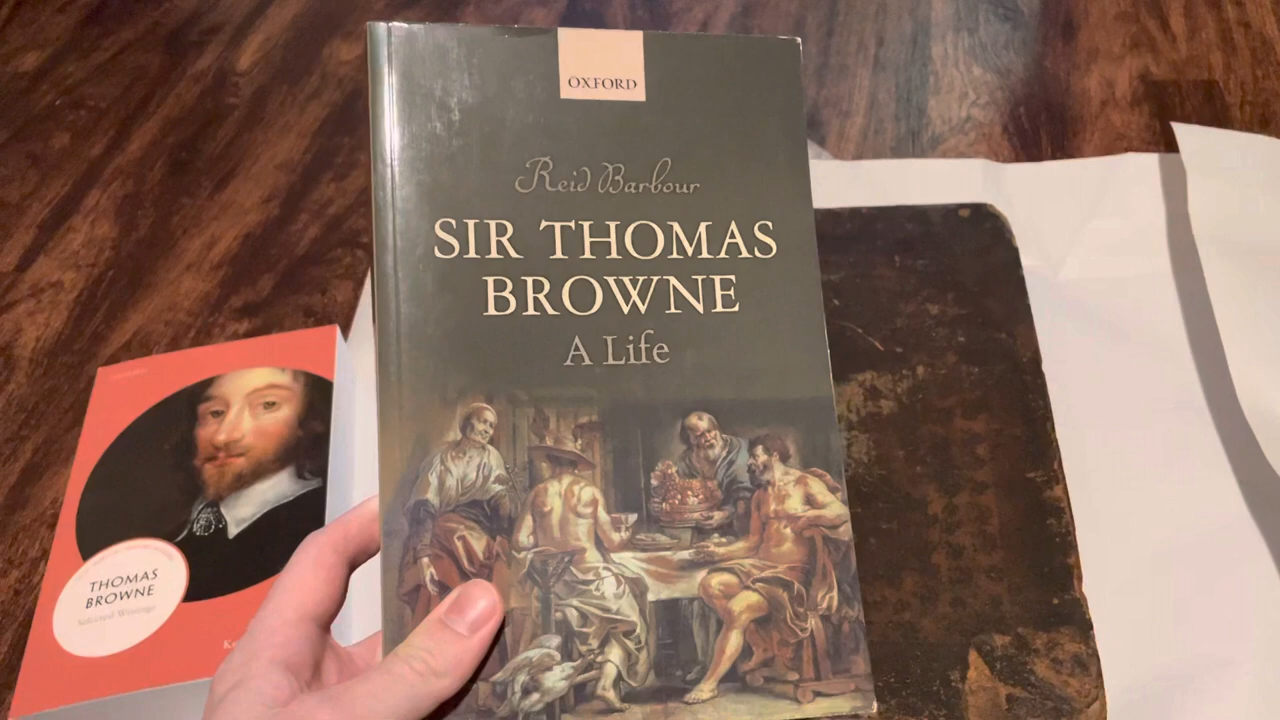 OXFORD
Reid Barbour
SIR THOMAS
BROWNE
A Life
THOMAS
BROWNE
Selected Writings